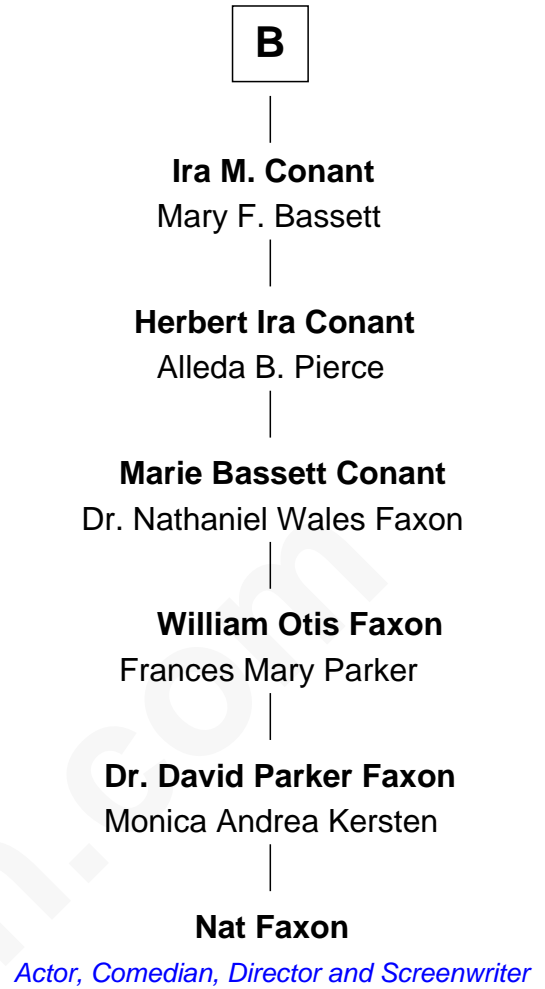 B
Ira M. Conant
Mary F. Bassett
Herbert Ira Conant
Alleda B. Pierce
Marie Bassett Conant
Dr. Nathaniel Wales Faxon
William Otis Faxon
Frances Mary Parker
Dr. David Parker Faxon
Monica Andrea Kersten
Nat Faxon
Actor, Comedian, Director and Screenwriter